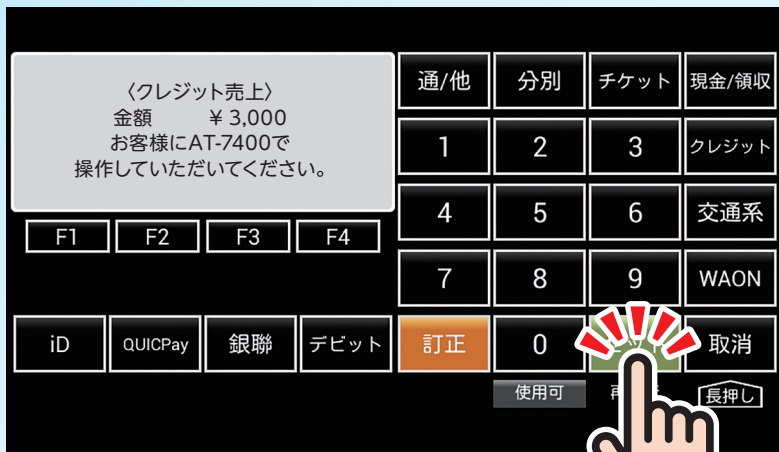 〈クレジット売上〉
金額 ¥ 3,000
お客様にAT-7400で
操作していただいてください。
通/他 分別 チケット 現金/領収
1 2 3 クレジット
F1 F2 F3 F4
4 5 6 交通系
7 8 9 WAON
iD QUICPay 銀聯 デビット 訂正 0 取消
使用可 長押し